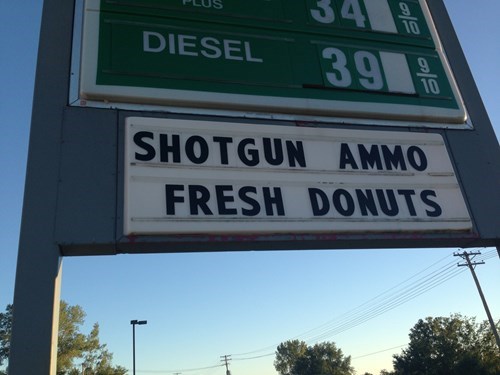 PLUS
34 9/10
DIESEL 39 9/10
SHOTGUN AMMO
FRESH DONUTS